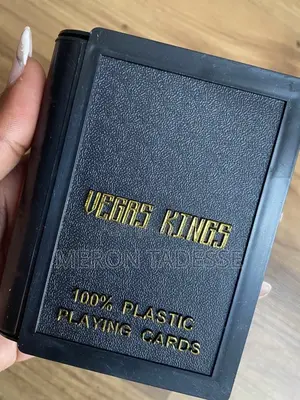 VEGAS KINGS
MERON TADESSE
100% PLASTIC
PLAYING CARDS